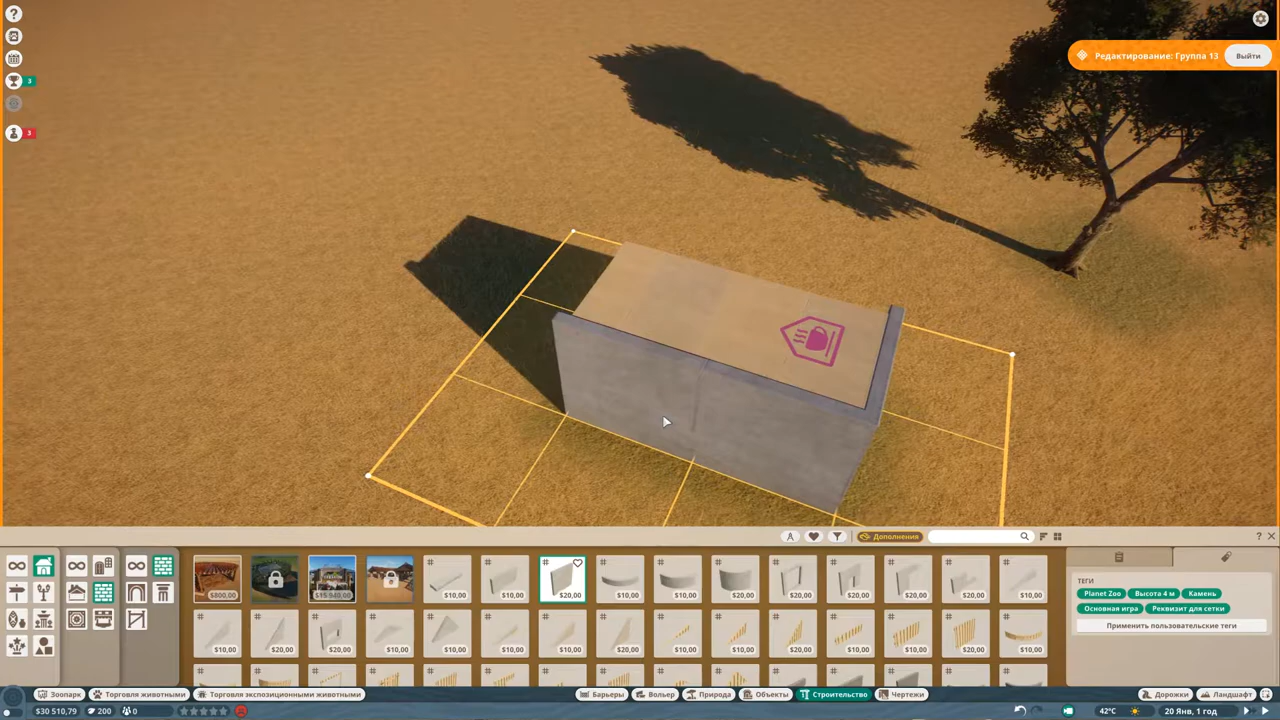 ?
Редактирование: Группа 13
Выйти
3
3
A
Дополнения
? ×
$800,00
$15 940,00
$10,00
$10,00
$20,00
$10,00
$10,00
$20,00
$10,00
$10,00
$20,00
$20,00
$10,00
$10,00
$20,00
$20,00
$10,00
$10,00
$10,00
$20,00
$10,00
$10,00
$20,00
$10,00
$20,00
$20,00
$10,00
ТЕГИ
Planet Zoo
Высота 4 м
Камень
Основная игра
Реквизит для сетки
Применить пользовательские теги
Зоопарк
Торговля животными
Торговля экспозиционными животными
Барьеры
Вольер
Природа
Объекты
Строительство
Чертежи
Дорожки
Ландшафт
$30 510,79
200
0
42°C
20 Янв, 1 год